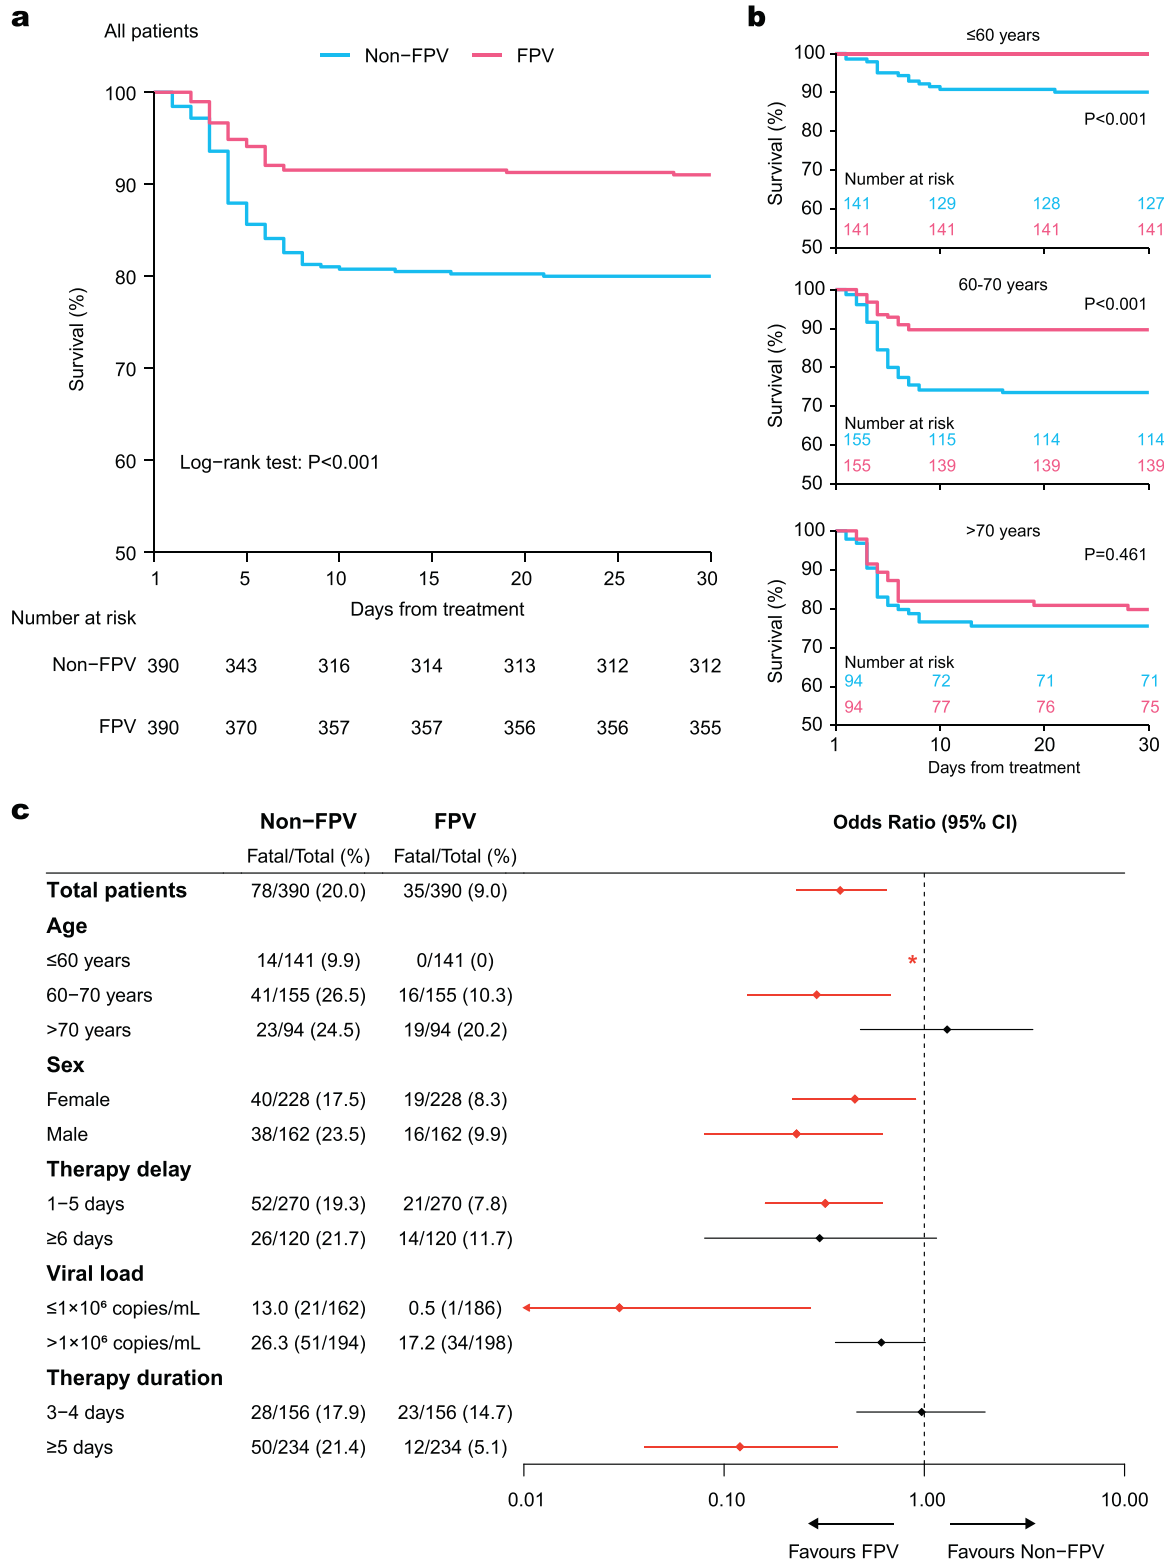 a
All patients
Non−FPV FPV
100
90
80
70
60
50
Survival (%)
Log−rank test: P<0.001
1 5 10 15 20 25 30
Days from treatment
Number at risk
Non−FPV 390 343 316 314 313 312 312
FPV 390 370 357 357 356 356 355
b
≤60 years
100
90
80
70
60
50
Survival (%)
P<0.001
Number at risk
141 129 128 127
141 141 141 141
60-70 years
100
90
80
70
60
50
Survival (%)
P<0.001
Number at risk
155 115 114 114
155 139 139 139
>70 years
100
90
80
70
60
50
Survival (%)
P=0.461
Number at risk
94 72 71 71
94 77 76 75
1 10 20 30
Days from treatment
c
Non−FPV FPV Odds Ratio (95% CI)
Fatal/Total (%) Fatal/Total (%)
Total patients 78/390 (20.0) 35/390 (9.0)
Age
≤60 years 14/141 (9.9) 0/141 (0) *
60−70 years 41/155 (26.5) 16/155 (10.3)
>70 years 23/94 (24.5) 19/94 (20.2)
Sex
Female 40/228 (17.5) 19/228 (8.3)
Male 38/162 (23.5) 16/162 (9.9)
Therapy delay
1−5 days 52/270 (19.3) 21/270 (7.8)
≥6 days 26/120 (21.7) 14/120 (11.7)
Viral load
≤1×10⁶ copies/mL 13.0 (21/162) 0.5 (1/186)
>1×10⁶ copies/mL 26.3 (51/194) 17.2 (34/198)
Therapy duration
3−4 days 28/156 (17.9) 23/156 (14.7)
≥5 days 50/234 (21.4) 12/234 (5.1)
0.01 0.10 1.00 10.00
Favours FPV Favours Non−FPV